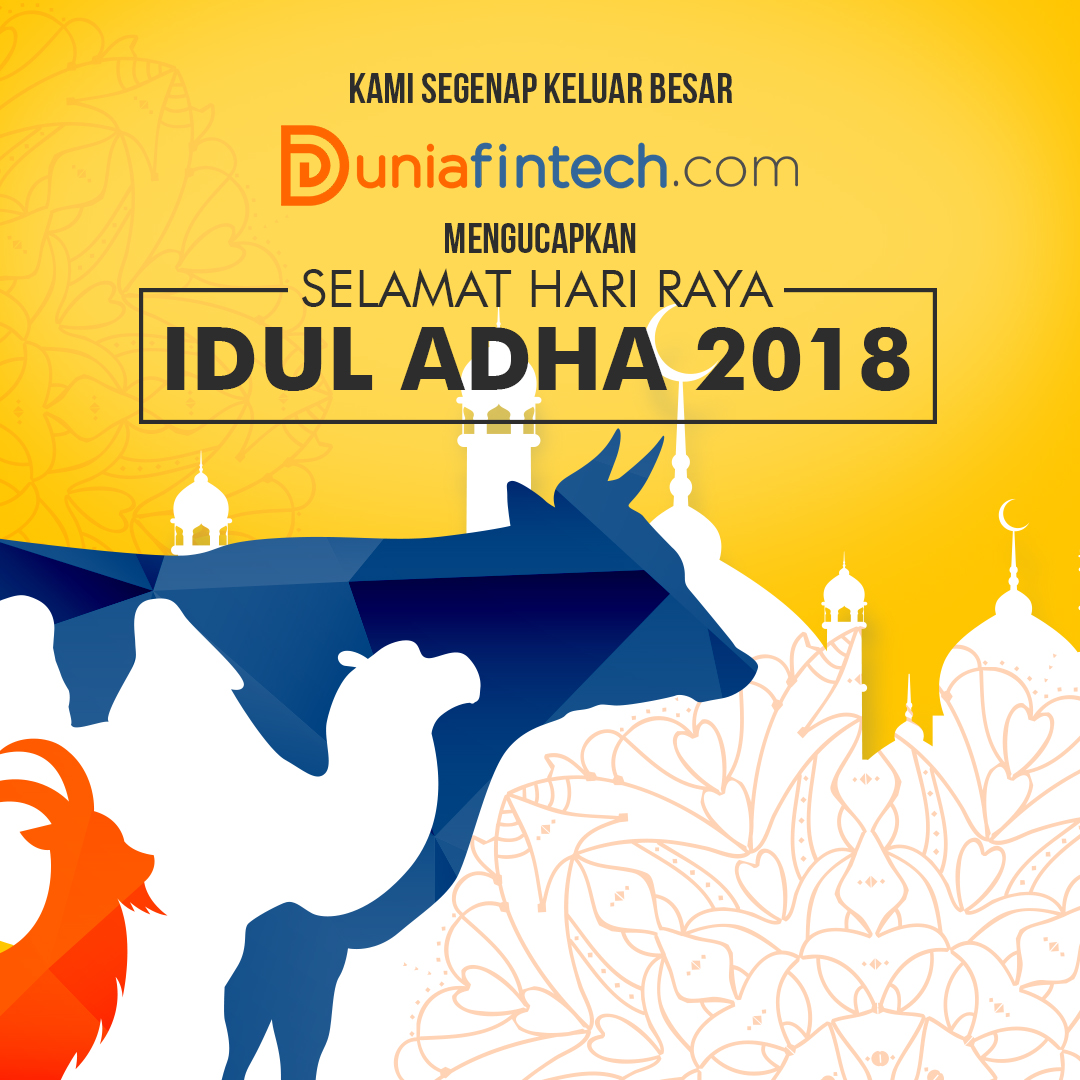 KAMI SEGENAP KELUAR BESAR
Duniafintech.com
MENGUCAPKAN
SELAMAT HARI RAYA
IDUL ADHA 2018